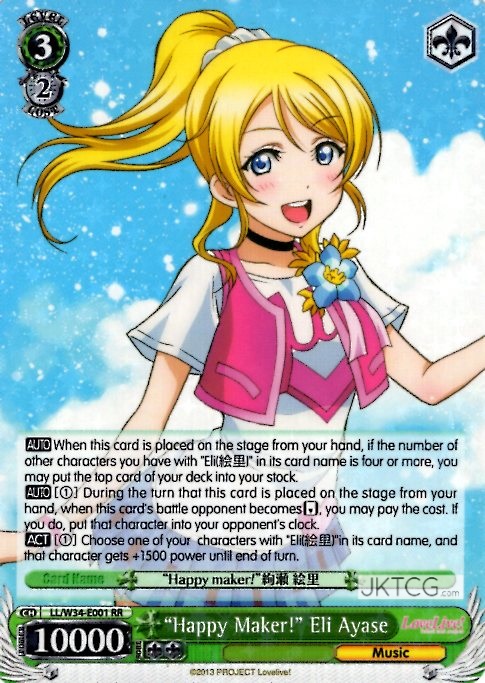 LEVEL
3
2
COST
AUTO When this card is placed on the stage from your hand, if the number of
other characters you have with "Eli(絵里)" in its card name is four or more, you
may put the top card of your deck into your stock.
AUTO [①] During the turn that this card is placed on the stage from your
hand, when this card's battle opponent becomes [▾], you may pay the cost. If
you do, put that character into your opponent's clock.
ACT [①] Choose one of your characters with "Eli(絵里)"in its card name, and
that character gets +1500 power until end of turn.
Card Name
"Happy maker!"絢瀬 絵里
JKTCG.com
LL/W34-E001 RR
10000
"Happy Maker!" Eli Ayase
LoveLive!
Music
©2013 PROJECT Lovelive!